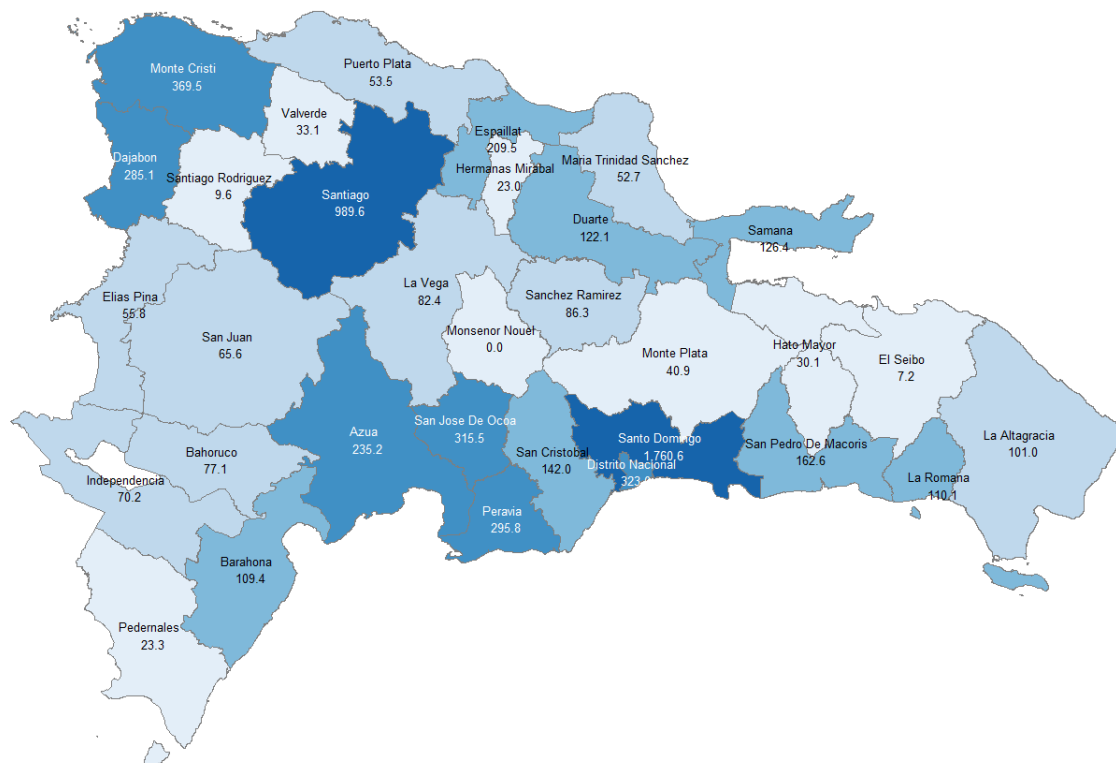 Puerto Plata
53.5
Monte Cristi
369.5
Valverde
33.1
Espaillat
209.5
Dajabon
285.1
Maria Trinidad Sanchez
52.7
Hermanas Mirabal
23.0
Santiago Rodriguez
9.6
Santiago
989.6
Duarte
122.1
Samana
126.4
La Vega
82.4
Sanchez Ramirez
86.3
Elias Pina
55.8
San Juan
65.6
Monsenor Nouel
0.0
Monte Plata
40.9
Hato Mayor
30.1
El Seibo
7.2
San Jose De Ocoa
315.5
Azua
235.2
Santo Domingo
1,760.6
San Pedro De Macoris
162.6
La Altagracia
101.0
Bahoruco
77.1
San Cristobal
142.0
Distrito Nacional
Independencia
70.2
La Romana
110.1
Peravia
295.8
Barahona
109.4
Pedernales
23.3